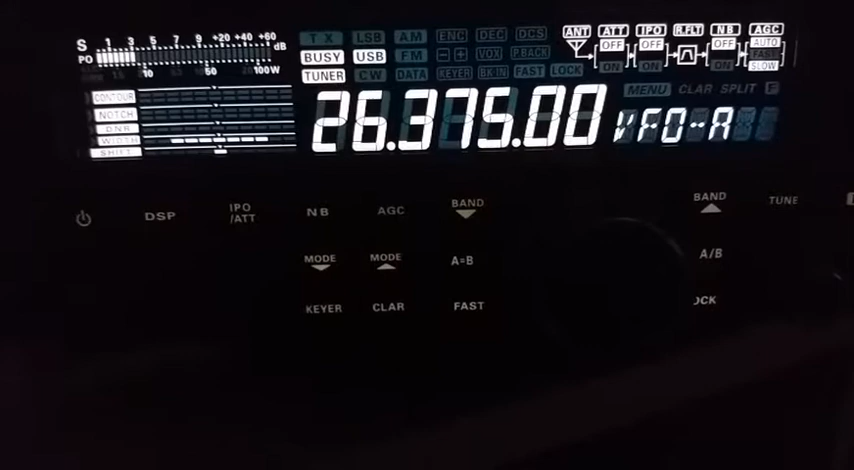 S 1 3 5 7 9 +20 +40 +60 dB
PO 10 50 100 W
TX LSB AM ENC DEC DCS
BUSY USB FM - + VOX P.BACK
TUNER CW DATA KEYER BK-IN FAST LOCK
ANT ATT IPO R.FLT NB AGC
OFF OFF OFF AUTO
ON ON ON FAST
SLOW
MENU CLAR SPLIT F
CONTOUR
NOTCH
DNR
WIDTH
SHIFT
26.375.00 VFO-A
DSP IPO/ATT NB AGC BAND BAND TUNE
MODE MODE A=B A/B
KEYER CLAR FAST OCK